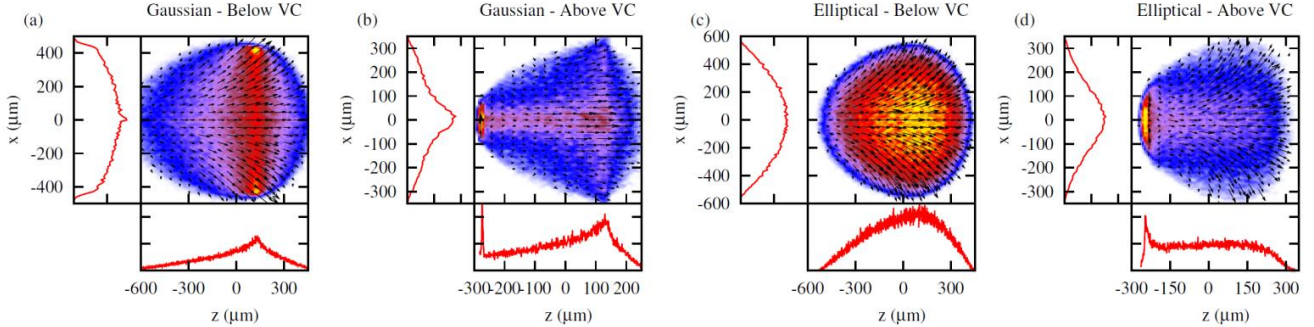 (a) Gaussian - Below VC
400
200
0
-200
-400
x (μm)
-600 -300 0 300
z (μm)
(b) Gaussian - Above VC
300
200
100
0
-100
-200
-300
x (μm)
-300 -200 -100 0 100 200
z (μm)
(c) Elliptical - Below VC
600
400
200
0
-200
-400
-600
x (μm)
-600 -300 0 300
z (μm)
(d) Elliptical - Above VC
300
200
100
0
-100
-200
-300
x (μm)
-300 -150 0 150 300
z (μm)